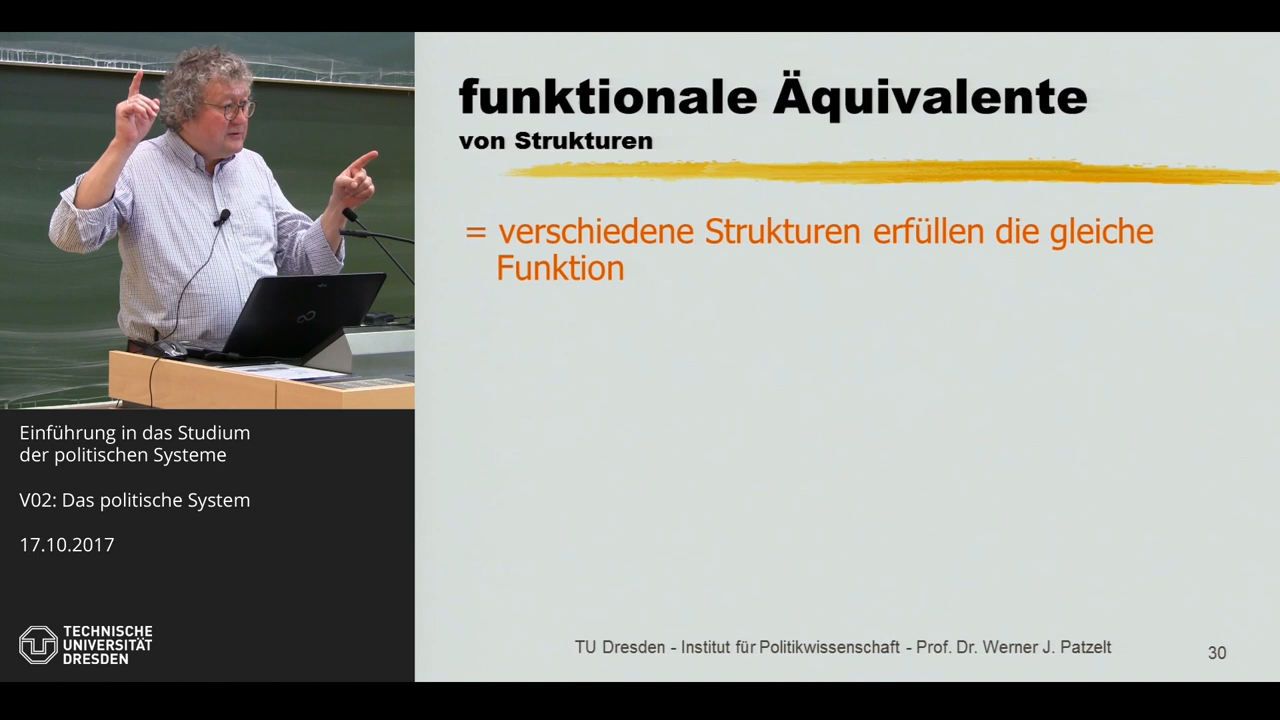 funktionale Äquivalente
von Strukturen
= verschiedene Strukturen erfüllen die gleiche
Funktion
Einführung in das Studium
der politischen Systeme
V02: Das politische System
17.10.2017
TECHNISCHE
UNIVERSITÄT
DRESDEN
TU Dresden - Institut für Politikwissenschaft - Prof. Dr. Werner J. Patzelt
30